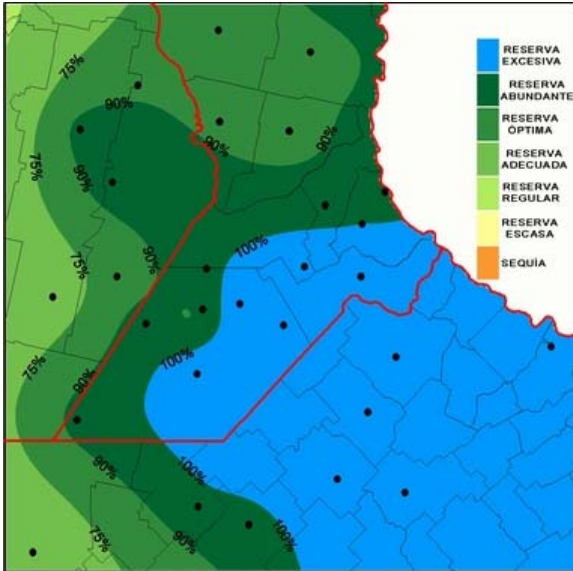 75%
90%
90%
90%
75%
90%
90%
100%
75%
100%
75%
90%
100%
90%
75%
90%
100%
RESERVA
EXCESIVA
RESERVA
ABUNDANTE
RESERVA
ÓPTIMA
RESERVA
ADECUADA
RESERVA
REGULAR
RESERVA
ESCASA
SEQUÌA